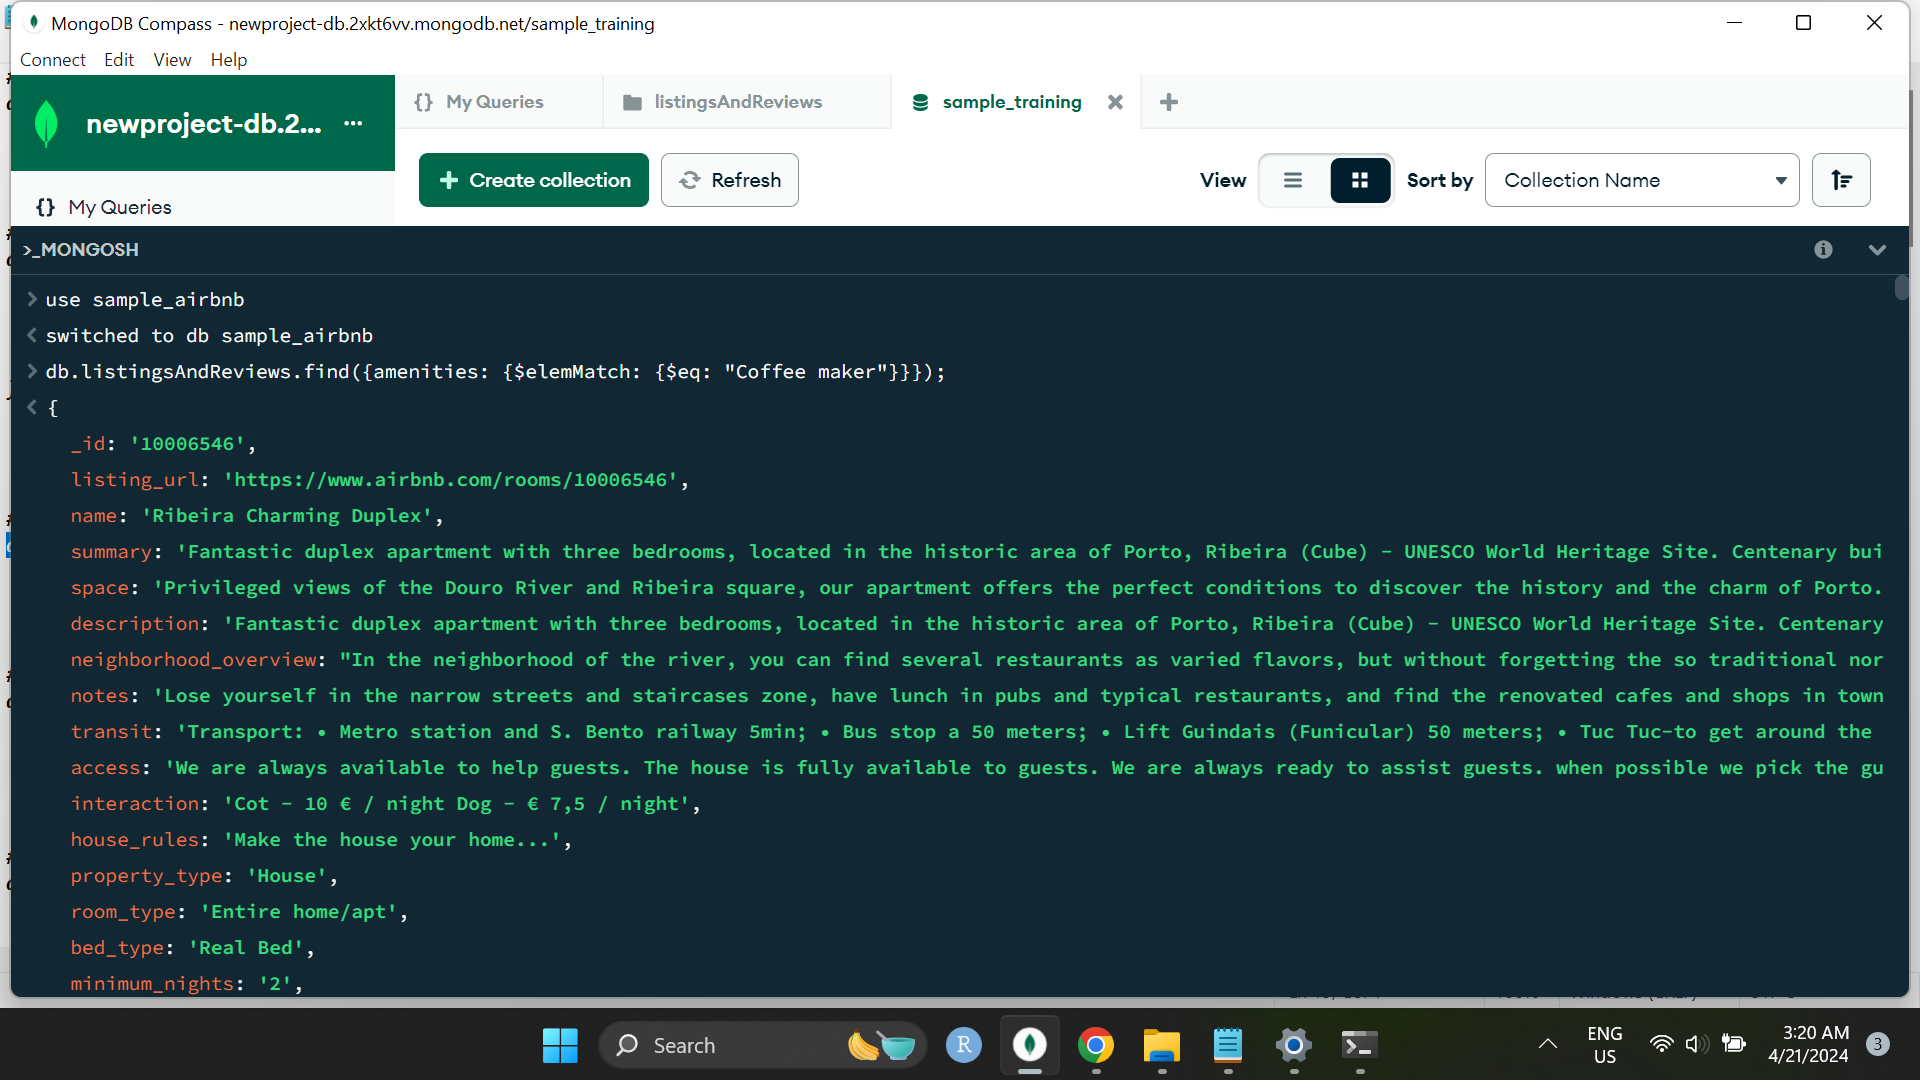 MongoDB Compass - newproject-db.2xkt6vv.mongodb.net/sample_training
Connect Edit View Help
newproject-db.2... ...
{} My Queries
listingsAndReviews
sample_training
+ Create collection
Refresh
View
Sort by
Collection Name
{} My Queries
>_MONGOSH
> use sample_airbnb
< switched to db sample_airbnb
> db.listingsAndReviews.find({amenities: {$elemMatch: {$eq: "Coffee maker"}}});
< {
_id: '10006546',
listing_url: 'https://www.airbnb.com/rooms/10006546',
name: 'Ribeira Charming Duplex',
summary: 'Fantastic duplex apartment with three bedrooms, located in the historic area of Porto, Ribeira (Cube) - UNESCO World Heritage Site. Centenary bui
space: 'Privileged views of the Douro River and Ribeira square, our apartment offers the perfect conditions to discover the history and the charm of Porto.
description: 'Fantastic duplex apartment with three bedrooms, located in the historic area of Porto, Ribeira (Cube) - UNESCO World Heritage Site. Centenary
neighborhood_overview: "In the neighborhood of the river, you can find several restaurants as varied flavors, but without forgetting the so traditional nor
notes: 'Lose yourself in the narrow streets and staircases zone, have lunch in pubs and typical restaurants, and find the renovated cafes and shops in town
transit: 'Transport: • Metro station and S. Bento railway 5min; • Bus stop a 50 meters; • Lift Guindais (Funicular) 50 meters; • Tuc Tuc-to get around the
access: 'We are always available to help guests. The house is fully available to guests. We are always ready to assist guests. when possible we pick the gu
interaction: 'Cot - 10 € / night Dog - € 7,5 / night',
house_rules: 'Make the house your home...',
property_type: 'House',
room_type: 'Entire home/apt',
bed_type: 'Real Bed',
minimum_nights: '2',
Search
R
ENG
US
3:20 AM
4/21/2024
3